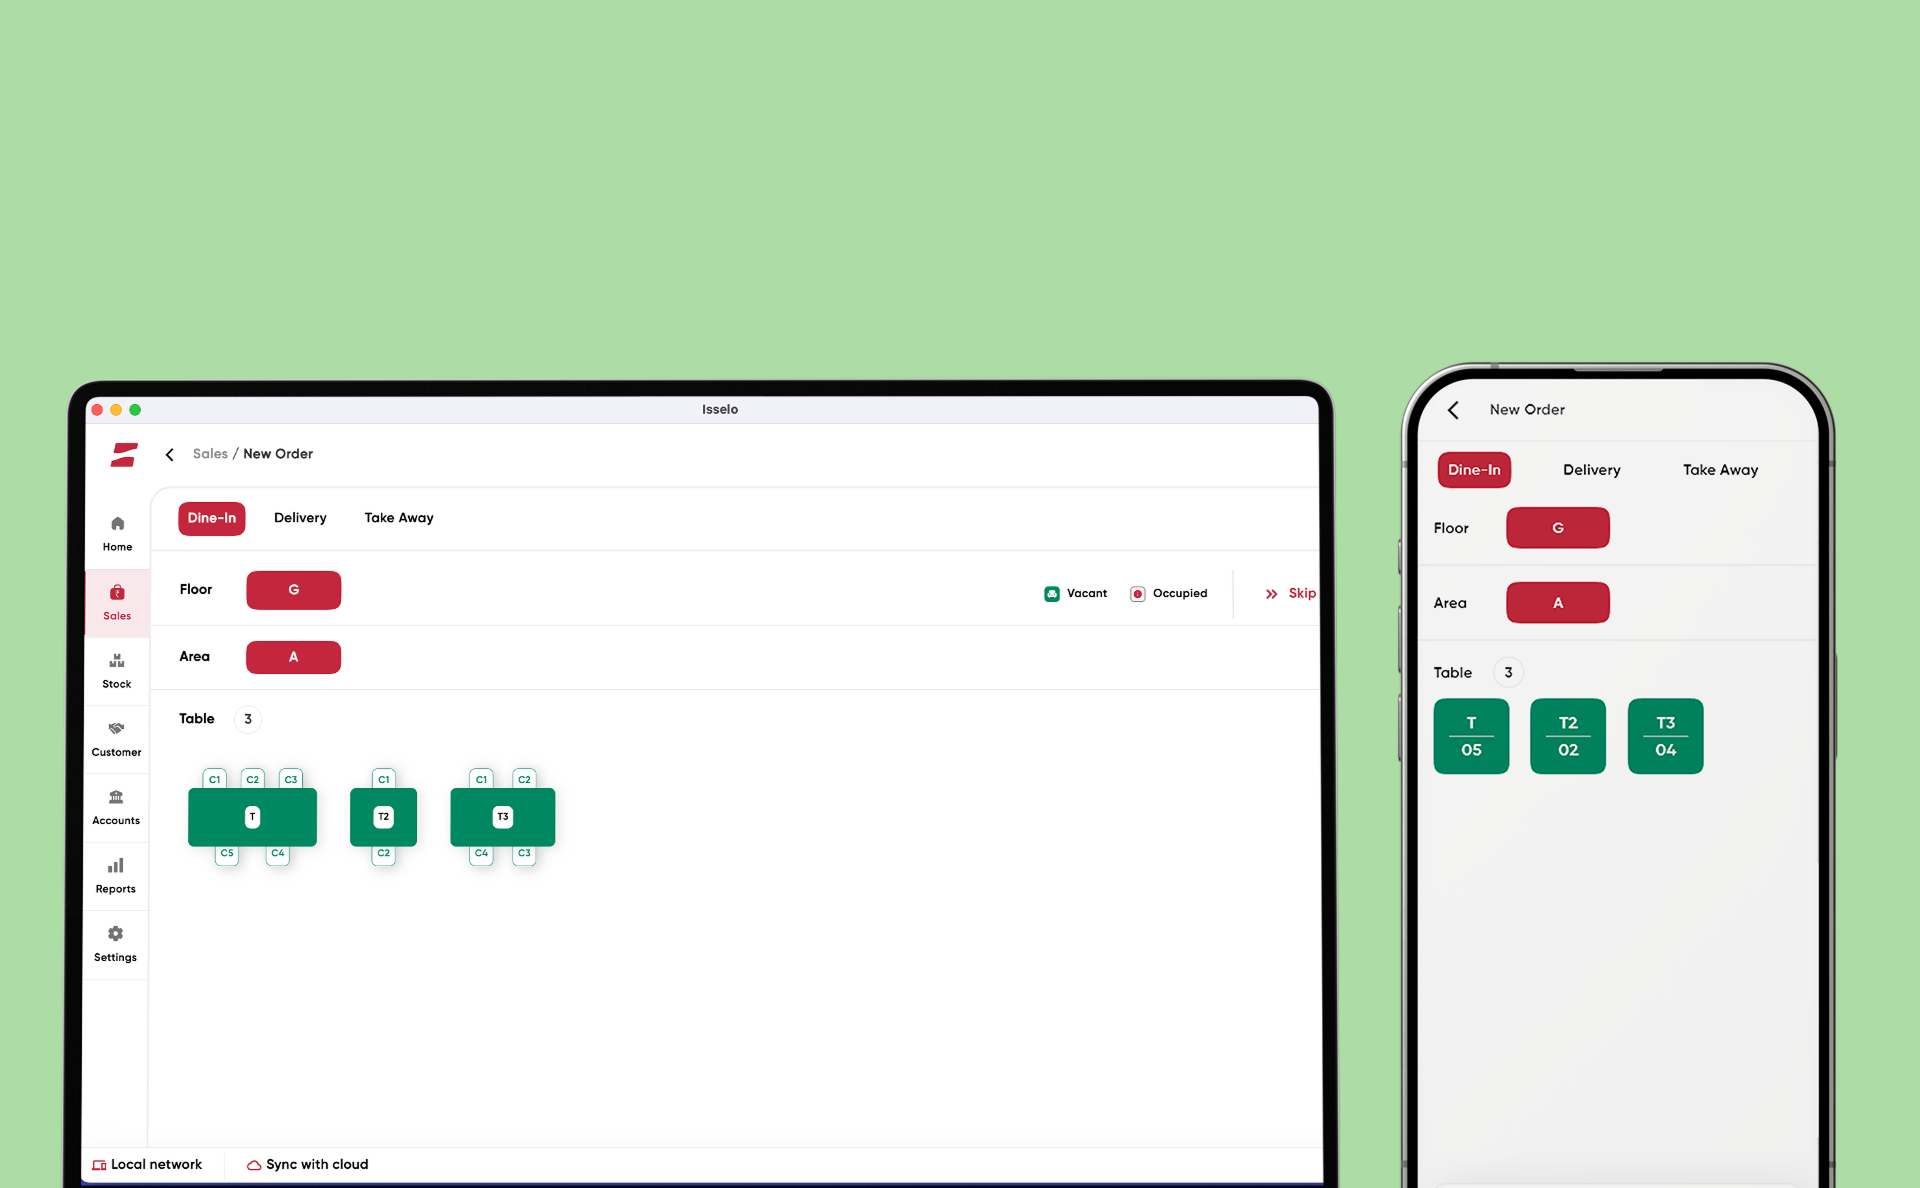 Isselo
Sales / New Order
Dine-In Delivery Take Away
Home
Sales
Stock
Customer
Accounts
Reports
Settings
Floor G
Vacant Occupied Skip
Area A
Table 3
C1 C2 C3
T
C5 C4
C1
T2
C2
C1 C2
T3
C4 C3
Local network Sync with cloud
New Order
Dine-In Delivery Take Away
Floor G
Area A
Table 3
T T2 T3
05 02 04